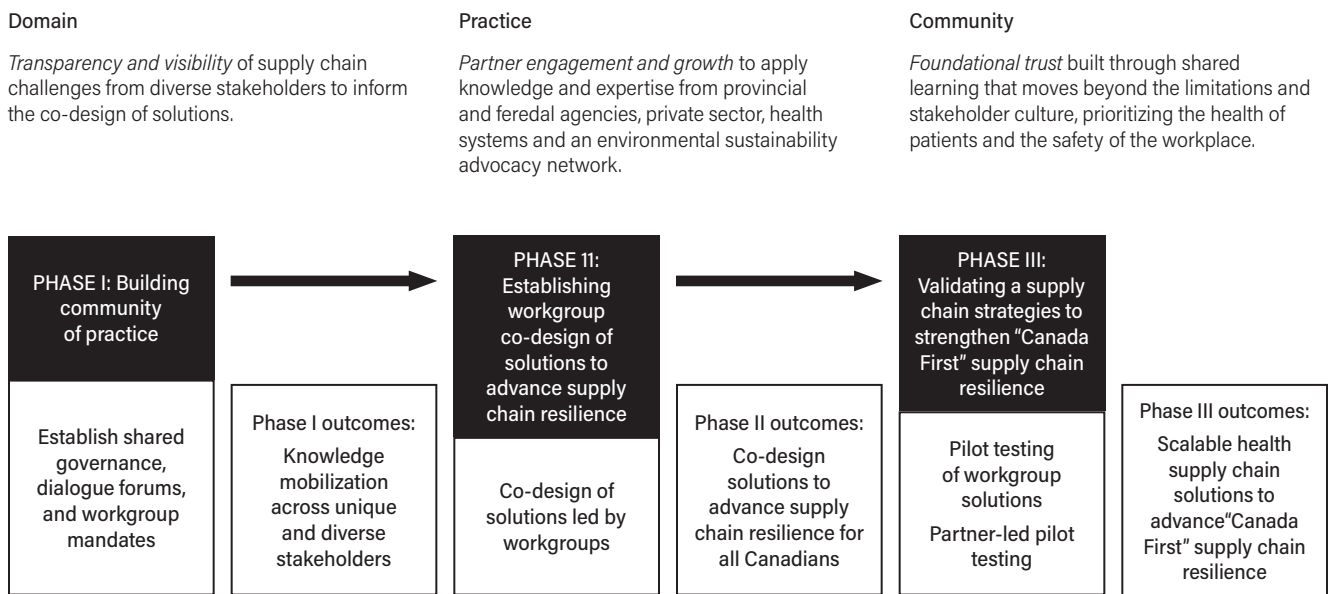 Domain
Transparency and visibility of supply chain
challenges from diverse stakeholders to inform
the co-design of solutions.
Practice
Partner engagement and growth to apply
knowledge and expertise from provincial
and feredal agencies, private sector, health
systems and an environmental sustainability
advocacy network.
Community
Foundational trust built through shared
learning that moves beyond the limitations and
stakeholder culture, prioritizing the health of
patients and the safety of the workplace.
PHASE I: Building
community
of practice
Establish shared
governance,
dialogue forums,
and workgroup
mandates
Phase I outcomes:
Knowledge
mobilization
across unique
and diverse
stakeholders
PHASE 11:
Establishing
workgroup
co-design of
solutions to
advance supply
chain resilience
Co-design of
solutions led by
workgroups
Phase II outcomes:
Co-design
solutions to
advance supply
chain resilience for
all Canadians
PHASE III:
Validating a supply
chain strategies to
strengthen “Canada
First” supply chain
resilience
Pilot testing
of workgroup
solutions
Partner-led pilot
testing
Phase III outcomes:
Scalable health
supply chain
solutions to
advance“Canada
First” supply chain
resilience